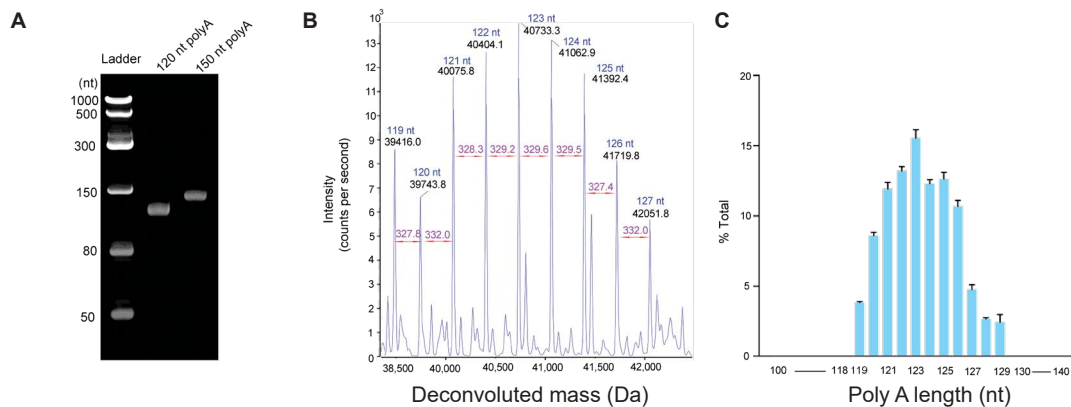 A
Ladder
120 nt polyA
150 nt polyA
(nt)
1000
500
300
150
80
50
B
10³
13
12
11
10
9
8
7
6
5
4
3
2
1
0
Intensity
(counts per second)
119 nt
39416.0
120 nt
39743.8
121 nt
40075.8
122 nt
40404.1
123 nt
40733.3
124 nt
41062.9
125 nt
41392.4
126 nt
41719.8
127 nt
42051.8
327.8
332.0
328.3
329.2
329.6
329.5
327.4
332.0
38,500
40,000
40,500
41,000
41,500
42,000
Deconvoluted mass (Da)
C
20
15
10
5
0
% Total
100 118 119 121 123 125 127 129 130 140
Poly A length (nt)